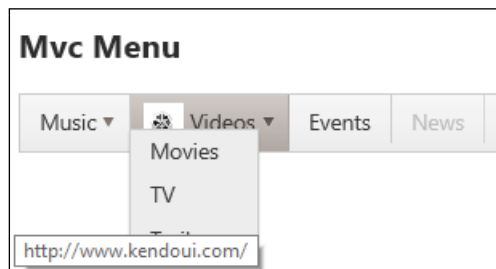 Mvc Menu
Music Videos Events News
Movies
TV
http://www.kendoui.com/